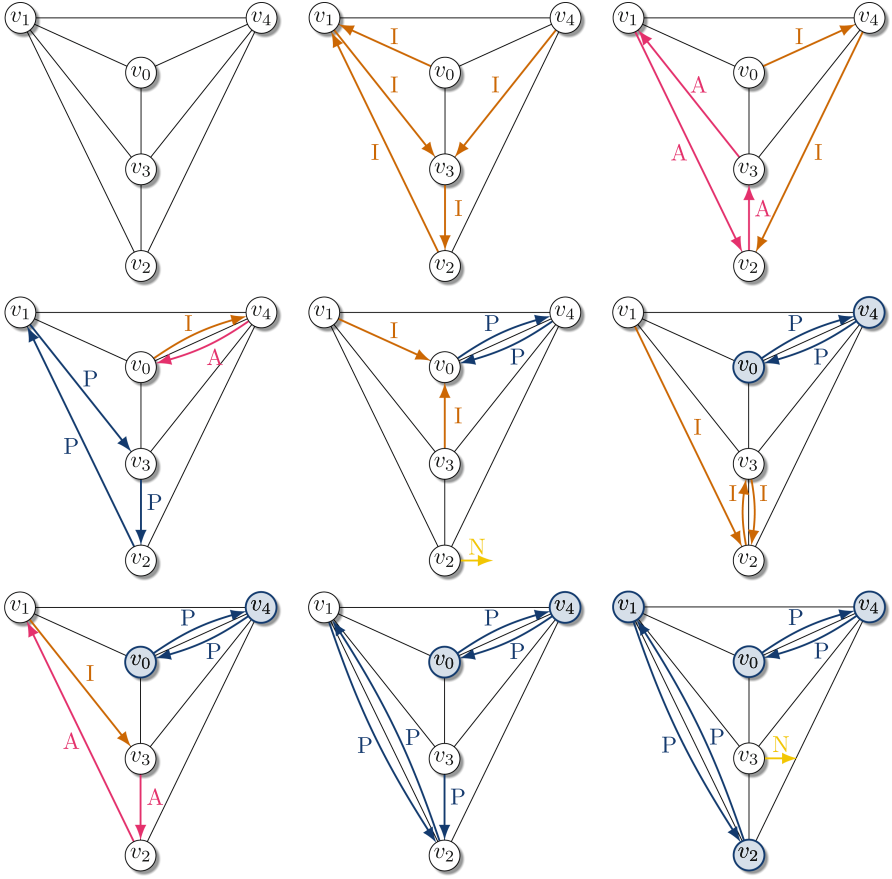 v1 v4 v1 v4 v1 v4
I I
v0 v0 v0
I I A
A I I
v3 v3 v3
I A
v2 v2 v2
v1 v4 v1 v4 v1 v4
I I P P
A P P
v0 v0 v0
P I I
P I I
v3 v3 v3
P N
v2 v2 v2
v1 v4 v1 v4 v1 v4
P P P
P P P
v0 v0 v0
I
A P P P P N
v3 v3 v3
A P
v2 v2 v2